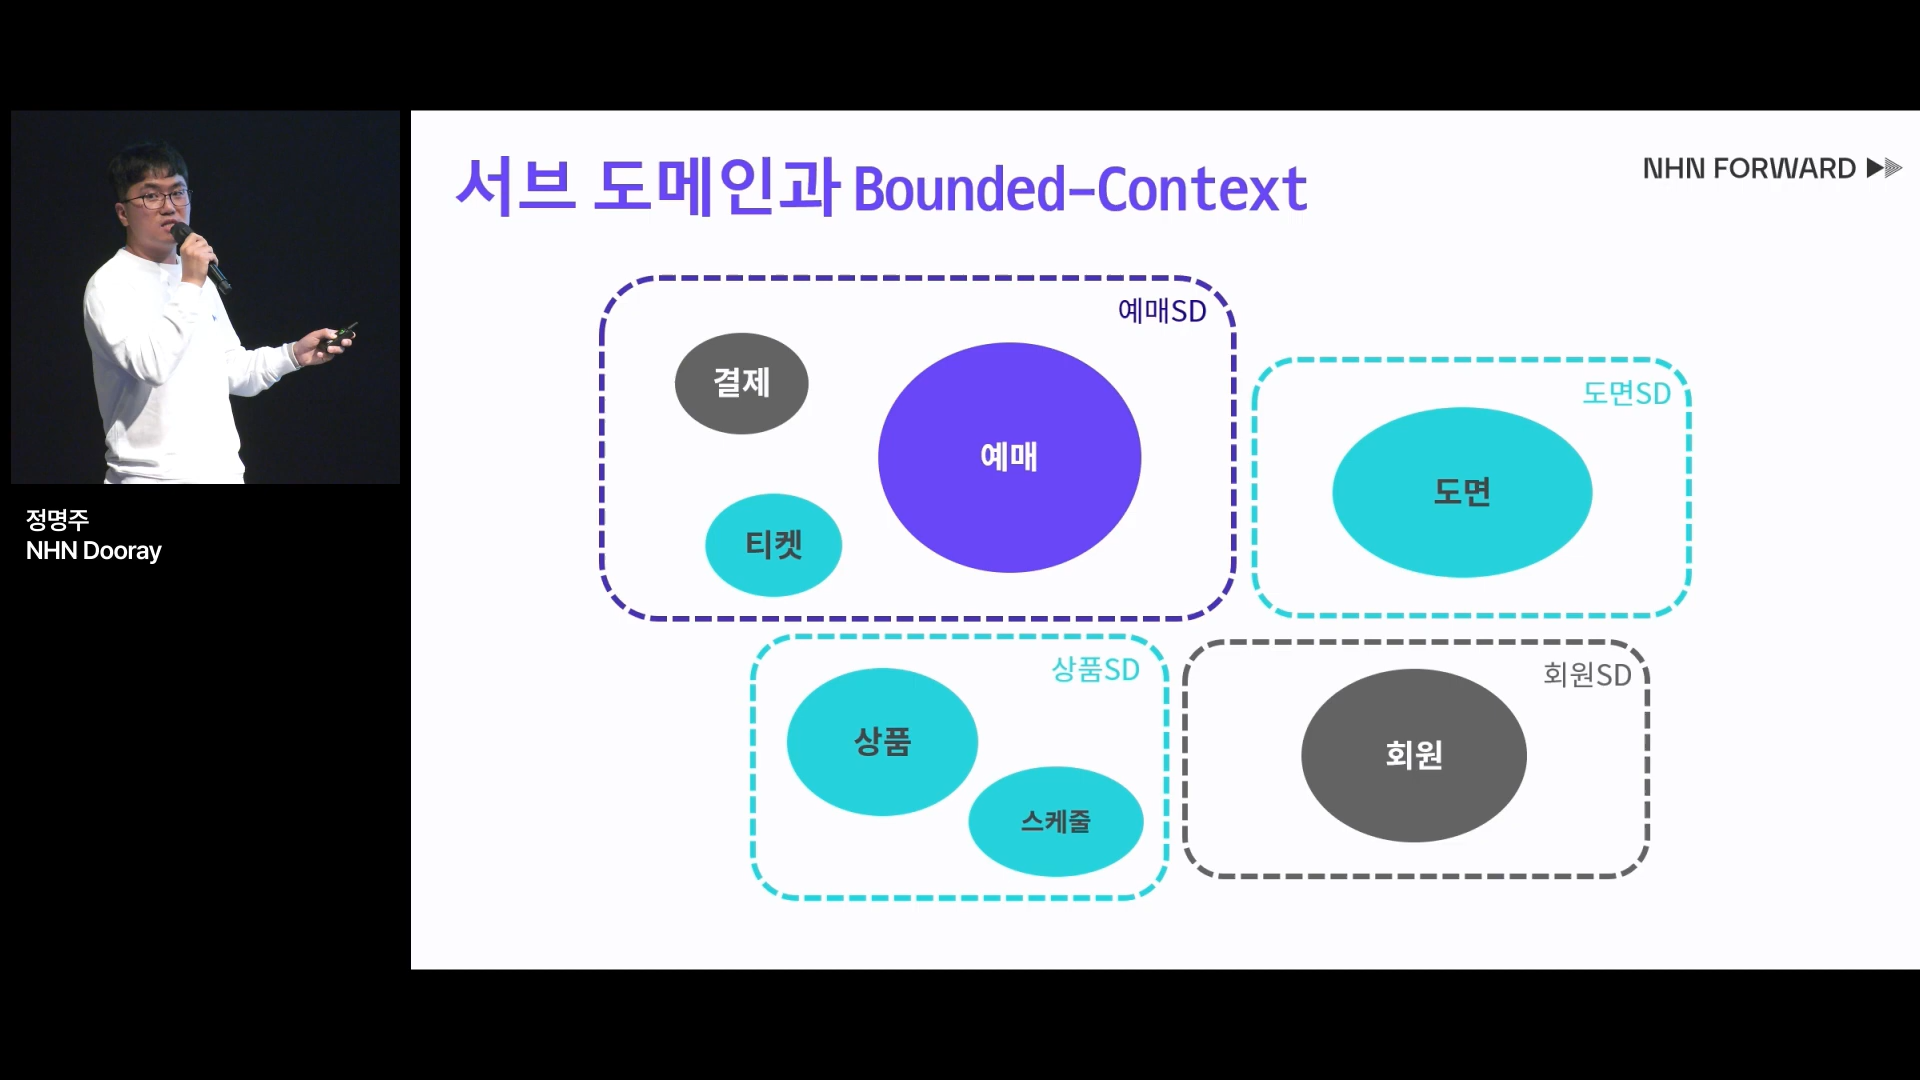 서브 도메인과 Bounded-Context
NHN FORWARD
예매SD
결제
예매
티켓
도면SD
도면
상품SD
상품
스케줄
회원SD
회원
정명주
NHN Dooray